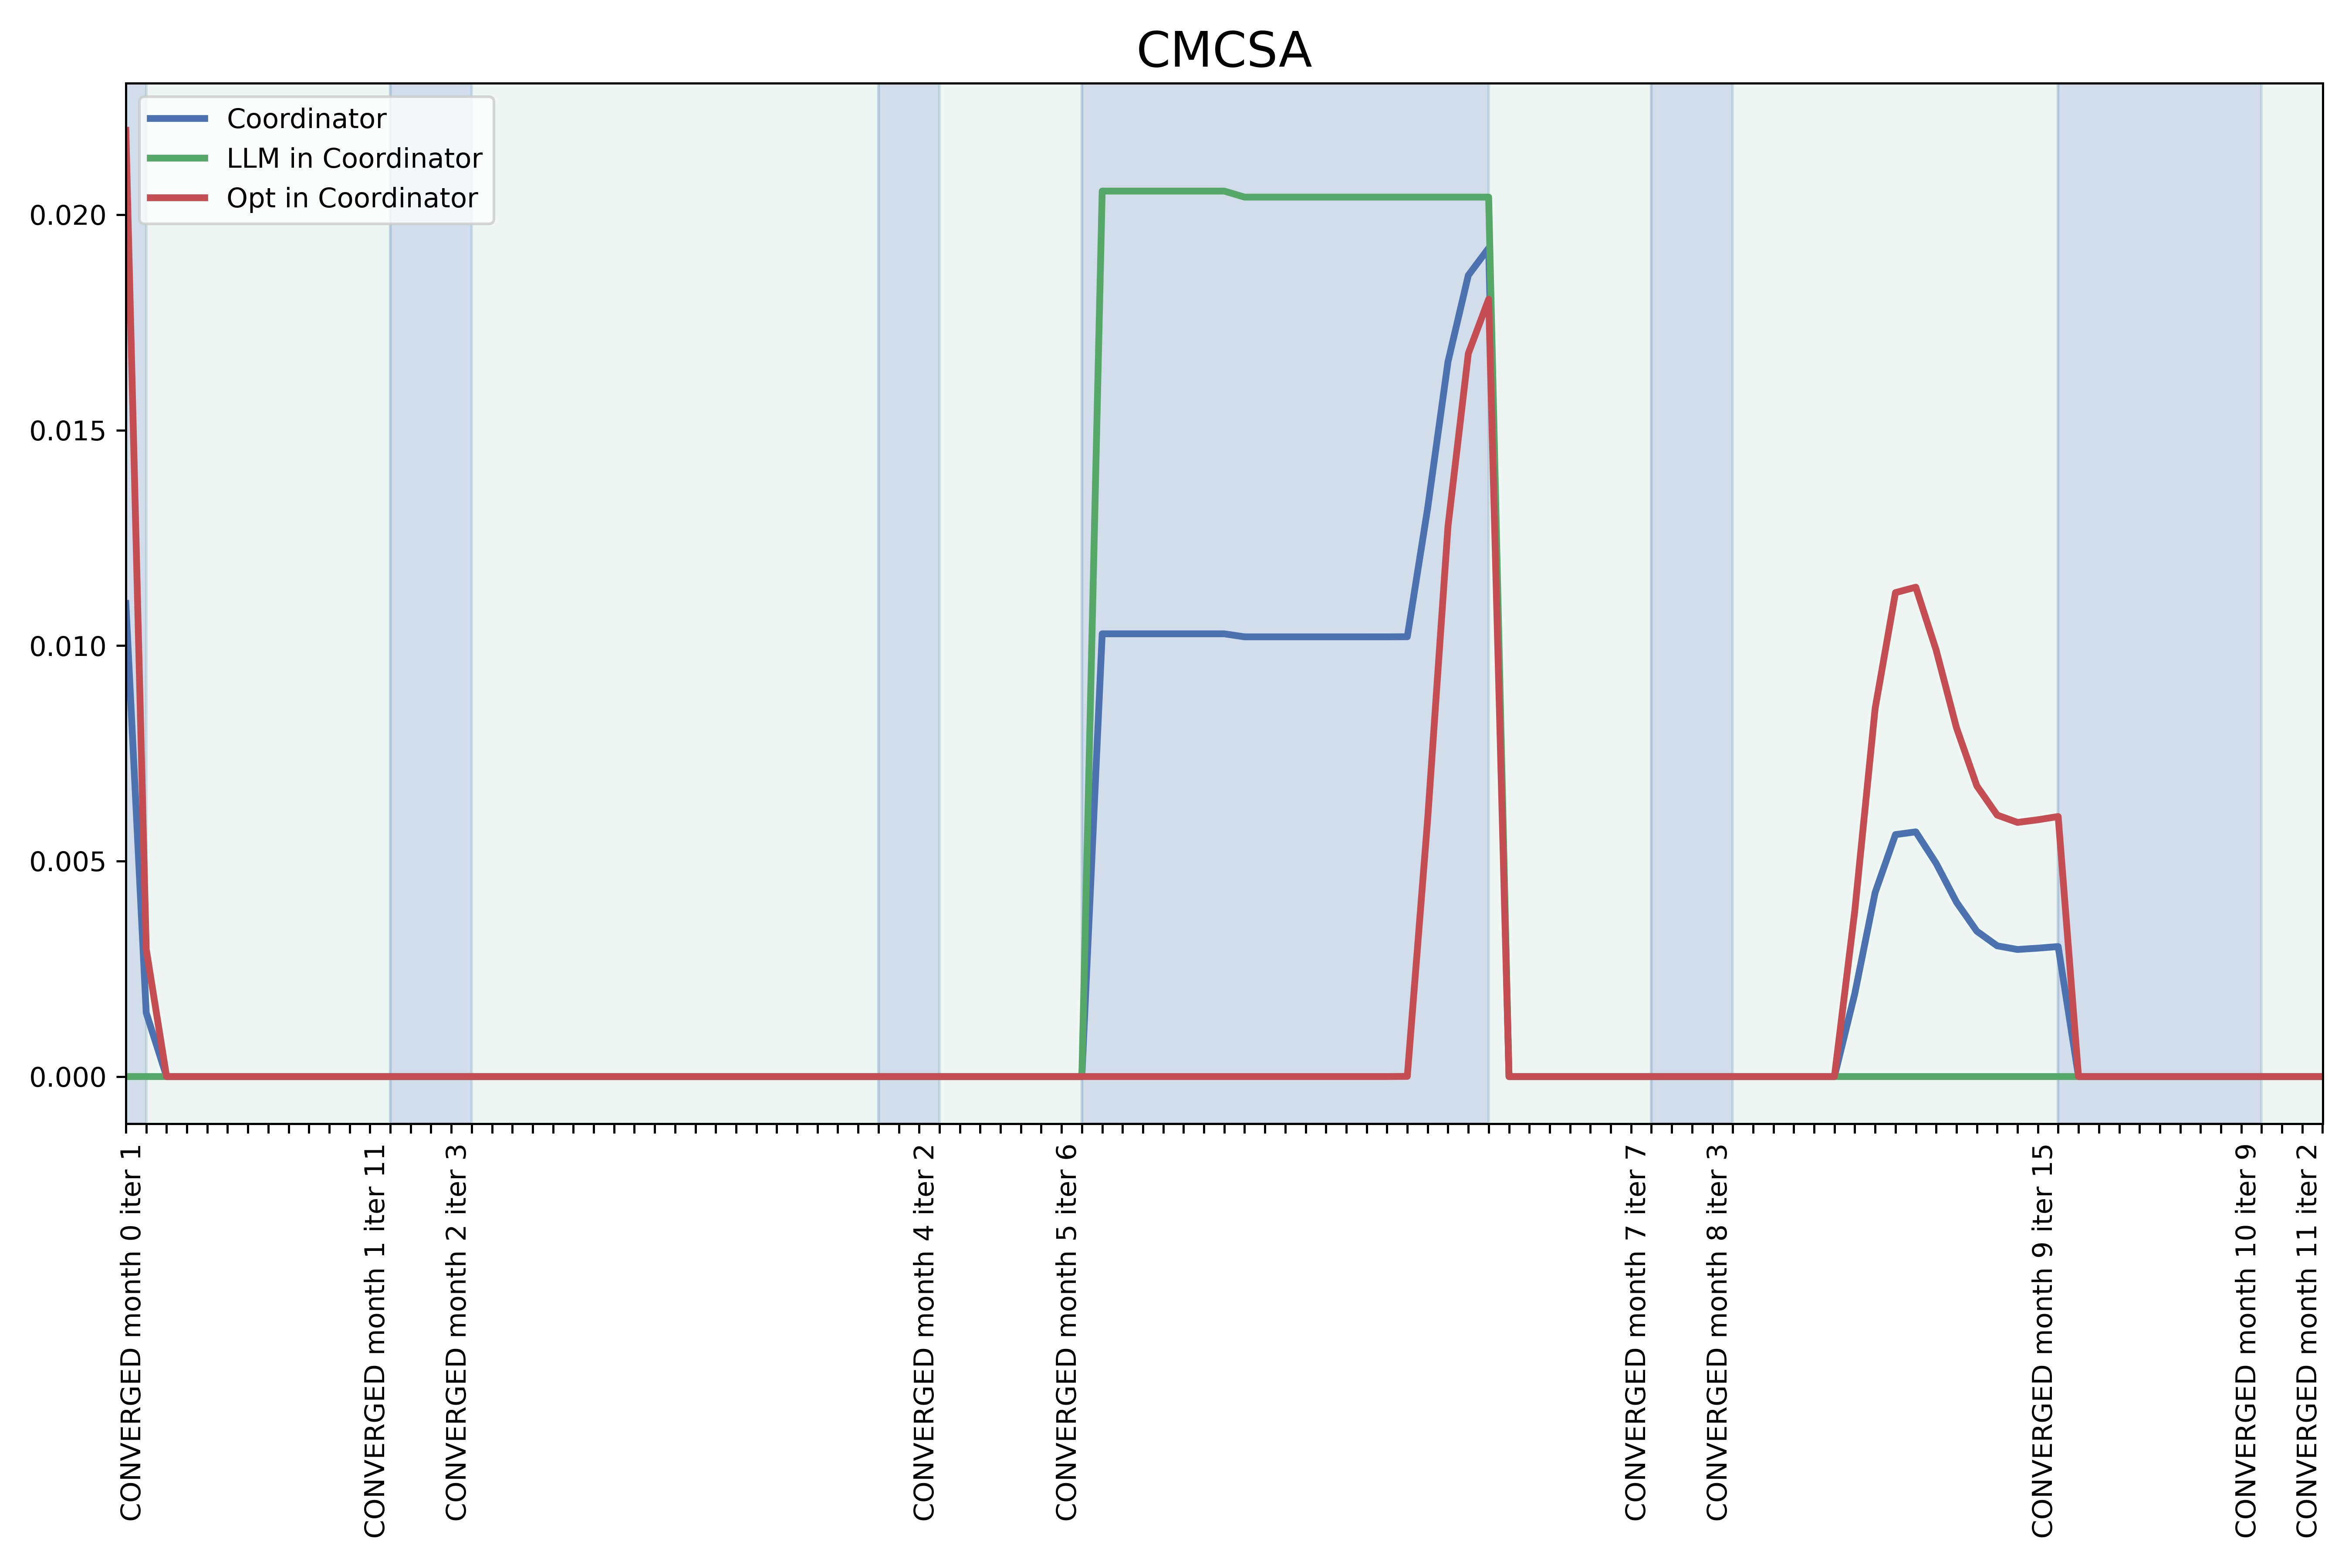 CMCSA
Coordinator
LLM in Coordinator
Opt in Coordinator
0.020
0.015
0.010
0.005
0.000
CONVERGED month 0 iter 1
CONVERGED month 1 iter 11
CONVERGED month 2 iter 3
CONVERGED month 4 iter 2
CONVERGED month 5 iter 6
CONVERGED month 7 iter 7
CONVERGED month 8 iter 3
CONVERGED month 9 iter 15
CONVERGED month 10 iter 9
CONVERGED month 11 iter 2